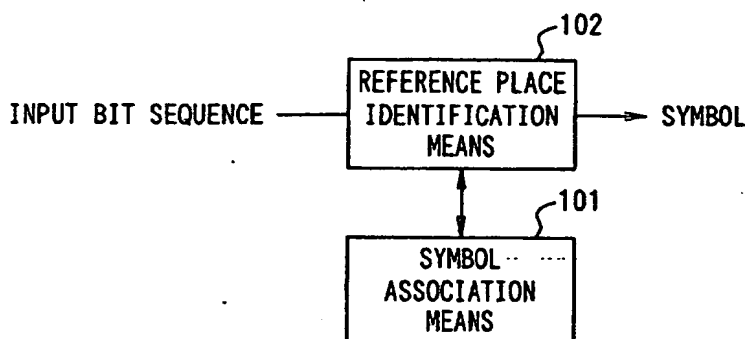 102
REFERENCE PLACE
INPUT BIT SEQUENCE IDENTIFICATION SYMBOL
MEANS
101
SYMBOL
ASSOCIATION
MEANS